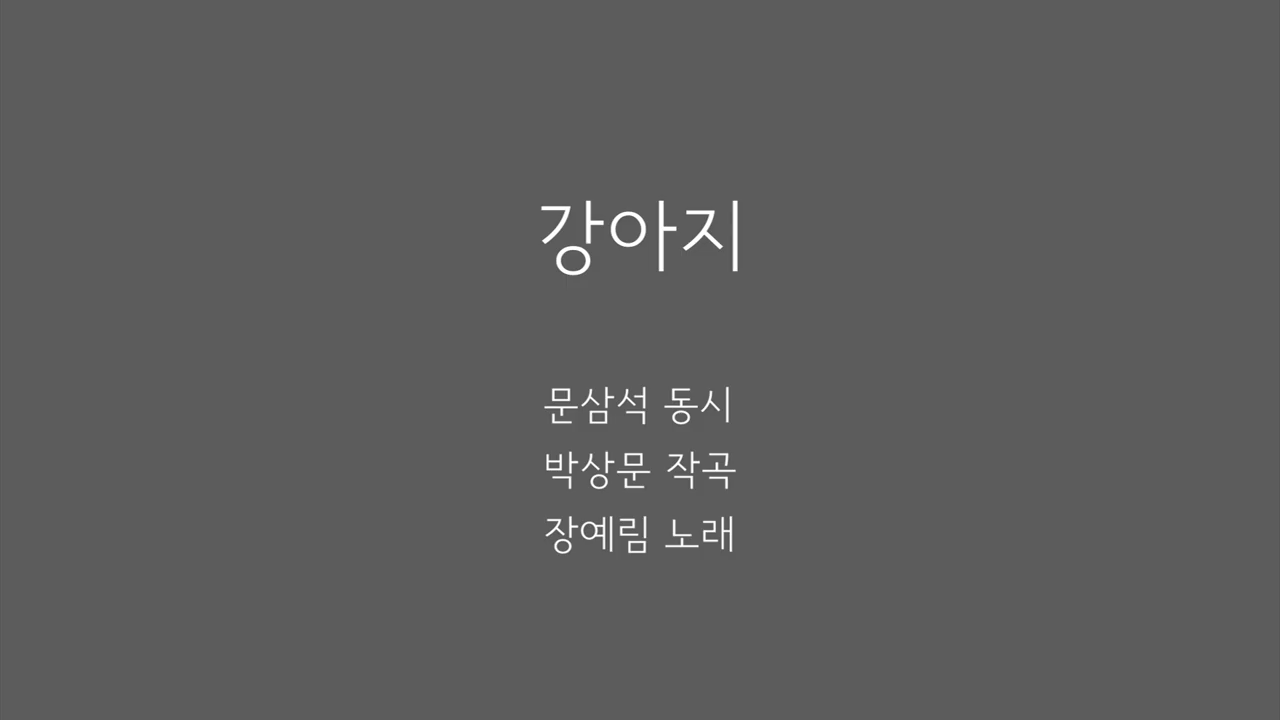 강아지
문삼석 동시
박상문 작곡
장예림 노래